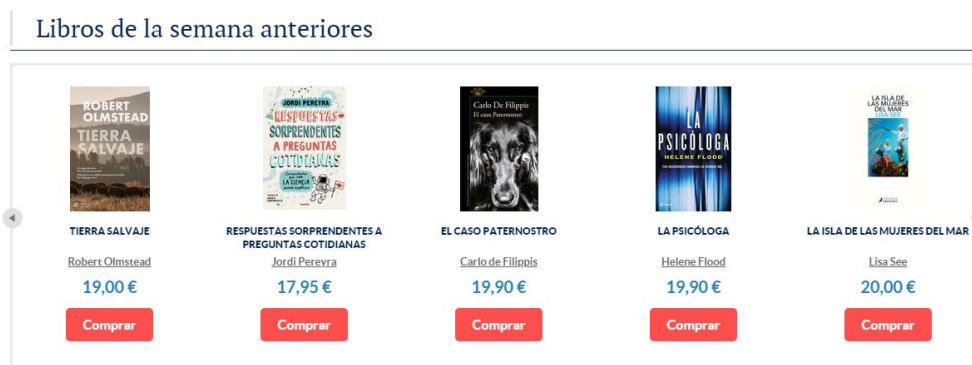 Libros de la semana anteriores
ROBERT
OLMSTEAD
TIERRA
SALVAJE
JORDI PEREYRA
RESPUESTAS
SORPRENDENTES
A PREGUNTAS
COTIDIANAS
LA CIENCIA
Carlo De Filippis
El caso Paternostro
LA
PSICÓLOGA
HELENE FLOOD
LA ISLA DE
LAS MUJERES
DEL MAR
LISA SEE
TIERRA SALVAJE
Robert Olmstead
19,00 €
Comprar
RESPUESTAS SORPRENDENTES A
PREGUNTAS COTIDIANAS
Jordi Pereyra
17,95 €
Comprar
EL CASO PATERNOSTRO
Carlo de Filippis
19,90 €
Comprar
LA PSICÓLOGA
Helene Flood
19,90 €
Comprar
LA ISLA DE LAS MUJERES DEL MAR
Lisa See
20,00 €
Comprar